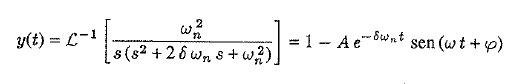 y(t) = ℒ⁻¹ [ ωₙ² / s (s² + 2 δ ωₙ s + ωₙ²) ] = 1 − A e^(−δωₙt) sen (ω t + φ)